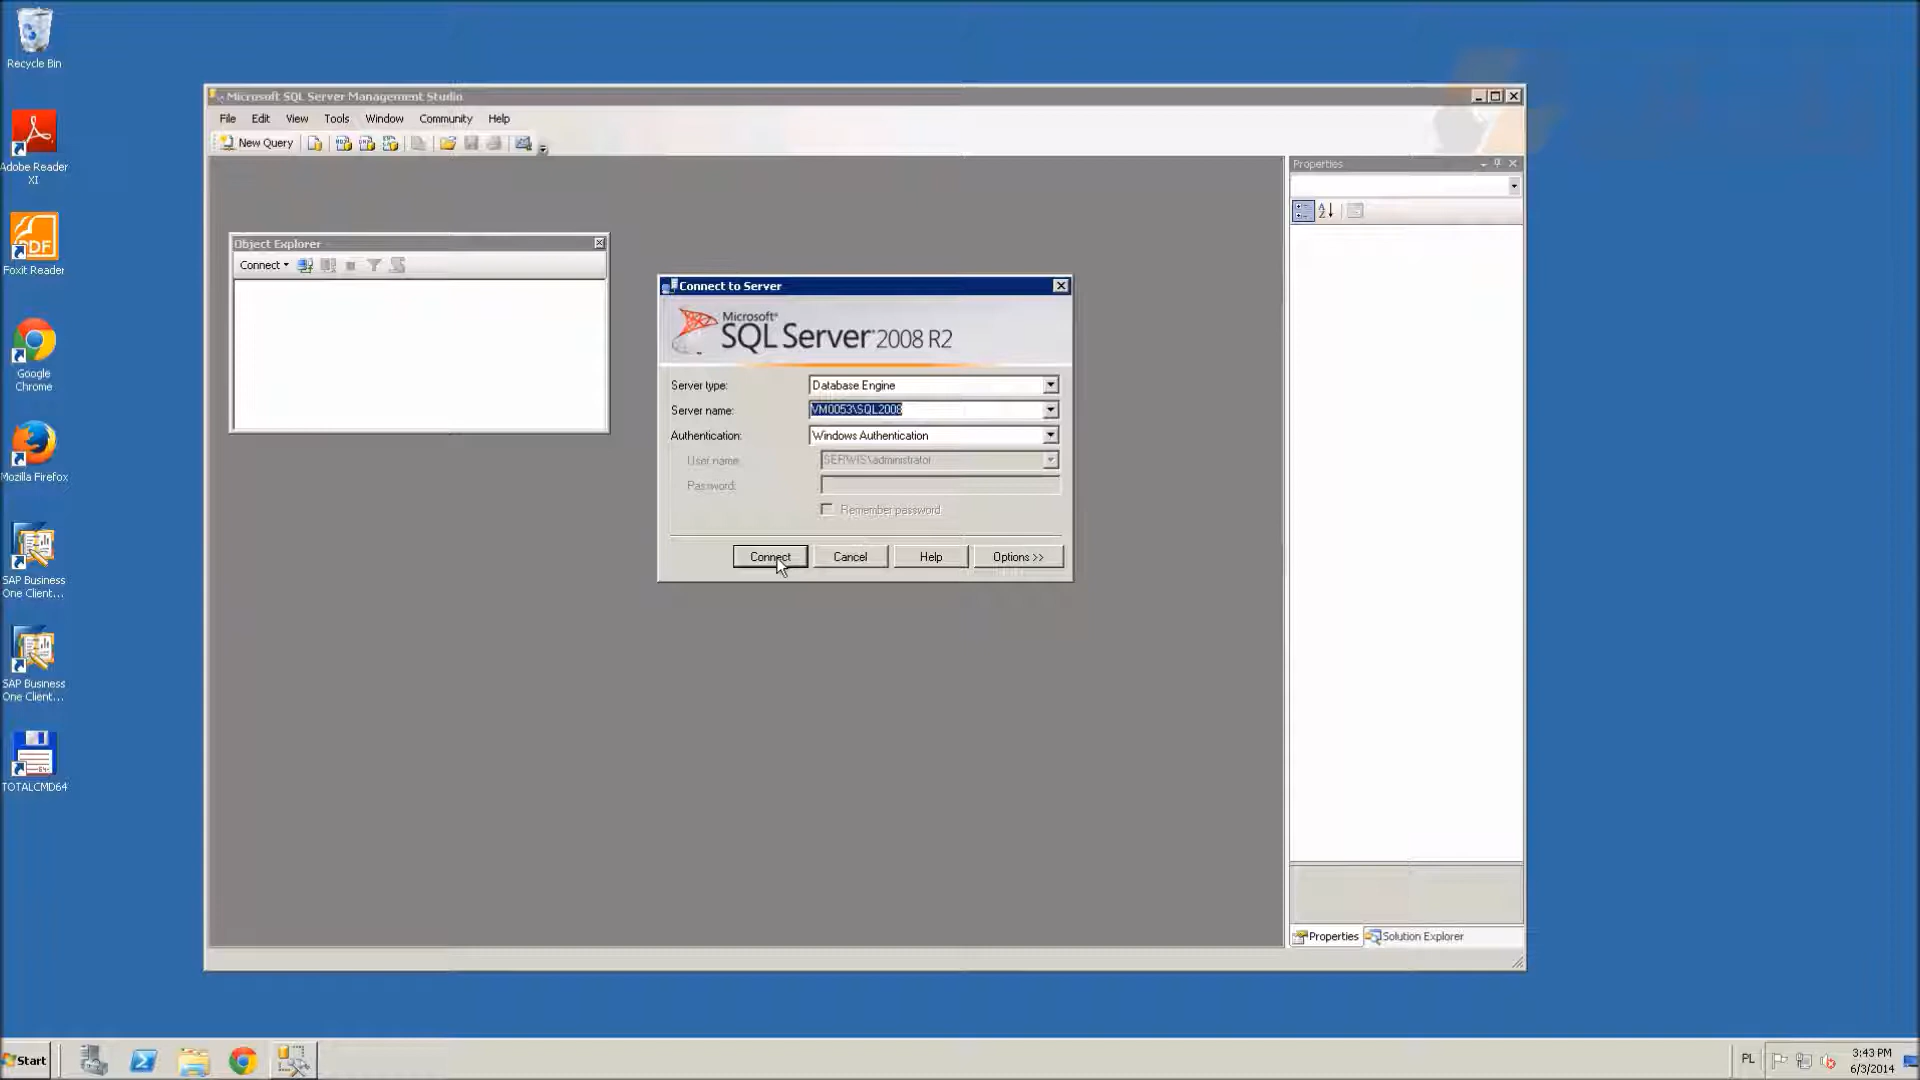 Recycle Bin
Adobe Reader
XI
PDF
Foxit Reader
Google
Chrome
Mozilla Firefox
SAP Business
One Client...
SAP Business
One Client...
TOTALCMD64
Microsoft SQL Server Management Studio
File Edit View Tools Window Community Help
New Query
Object Explorer
Connect
Connect to Server
Microsoft
SQL Server 2008 R2
Server type: Database Engine
Server name: VM0053\SQL2008
Authentication: Windows Authentication
User name: SERWIS\administrator
Password:
Remember password
Connect Cancel Help Options >>
Properties
Properties Solution Explorer
Start
PL
3:43 PM
6/3/2014